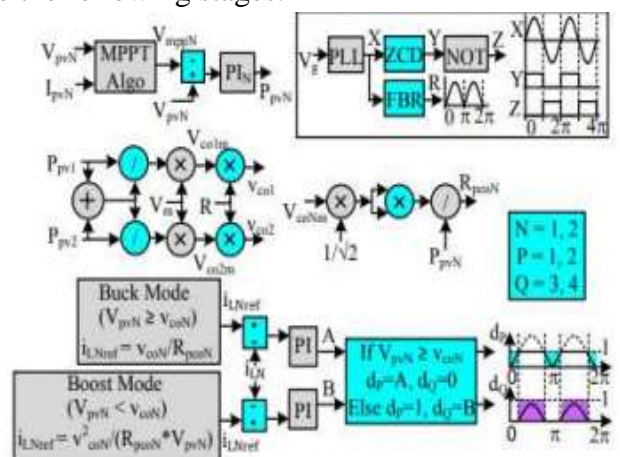 the following stages.
V_pvN
I_pvN
MPPT
Algo
V_mppN
V_pvN
PI_N
P_pvN
V_g
PLL
X
ZCD
Y
NOT
Z
FBR
R
0 π 2π
X
Y
Z
0 2π 4π
P_pv1
P_pv2
+
/
/
V_co1m
×
×
V_m
R
×
×
V_co2m
v_co1
v_co2
V_coNm
×
1/√2
×
/
P_pvN
R_pcoN
N = 1, 2
P = 1, 2
Q = 3, 4
Buck Mode
(V_pvN ≥ v_coN)
i_LNref = v_coN/R_pcoN
i_LNref
i_LN
PI
A
Boost Mode
(V_pvN < v_coN)
i_LNref = v²_coN/(R_pcoN*V_pvN)
i_LNref
PI
B
If V_pvN ≥ v_coN
d_P=A, d_Q=0
Else d_P=1, d_Q=B
d_P
1
0 π 2π
d_Q
1
0 π 2π